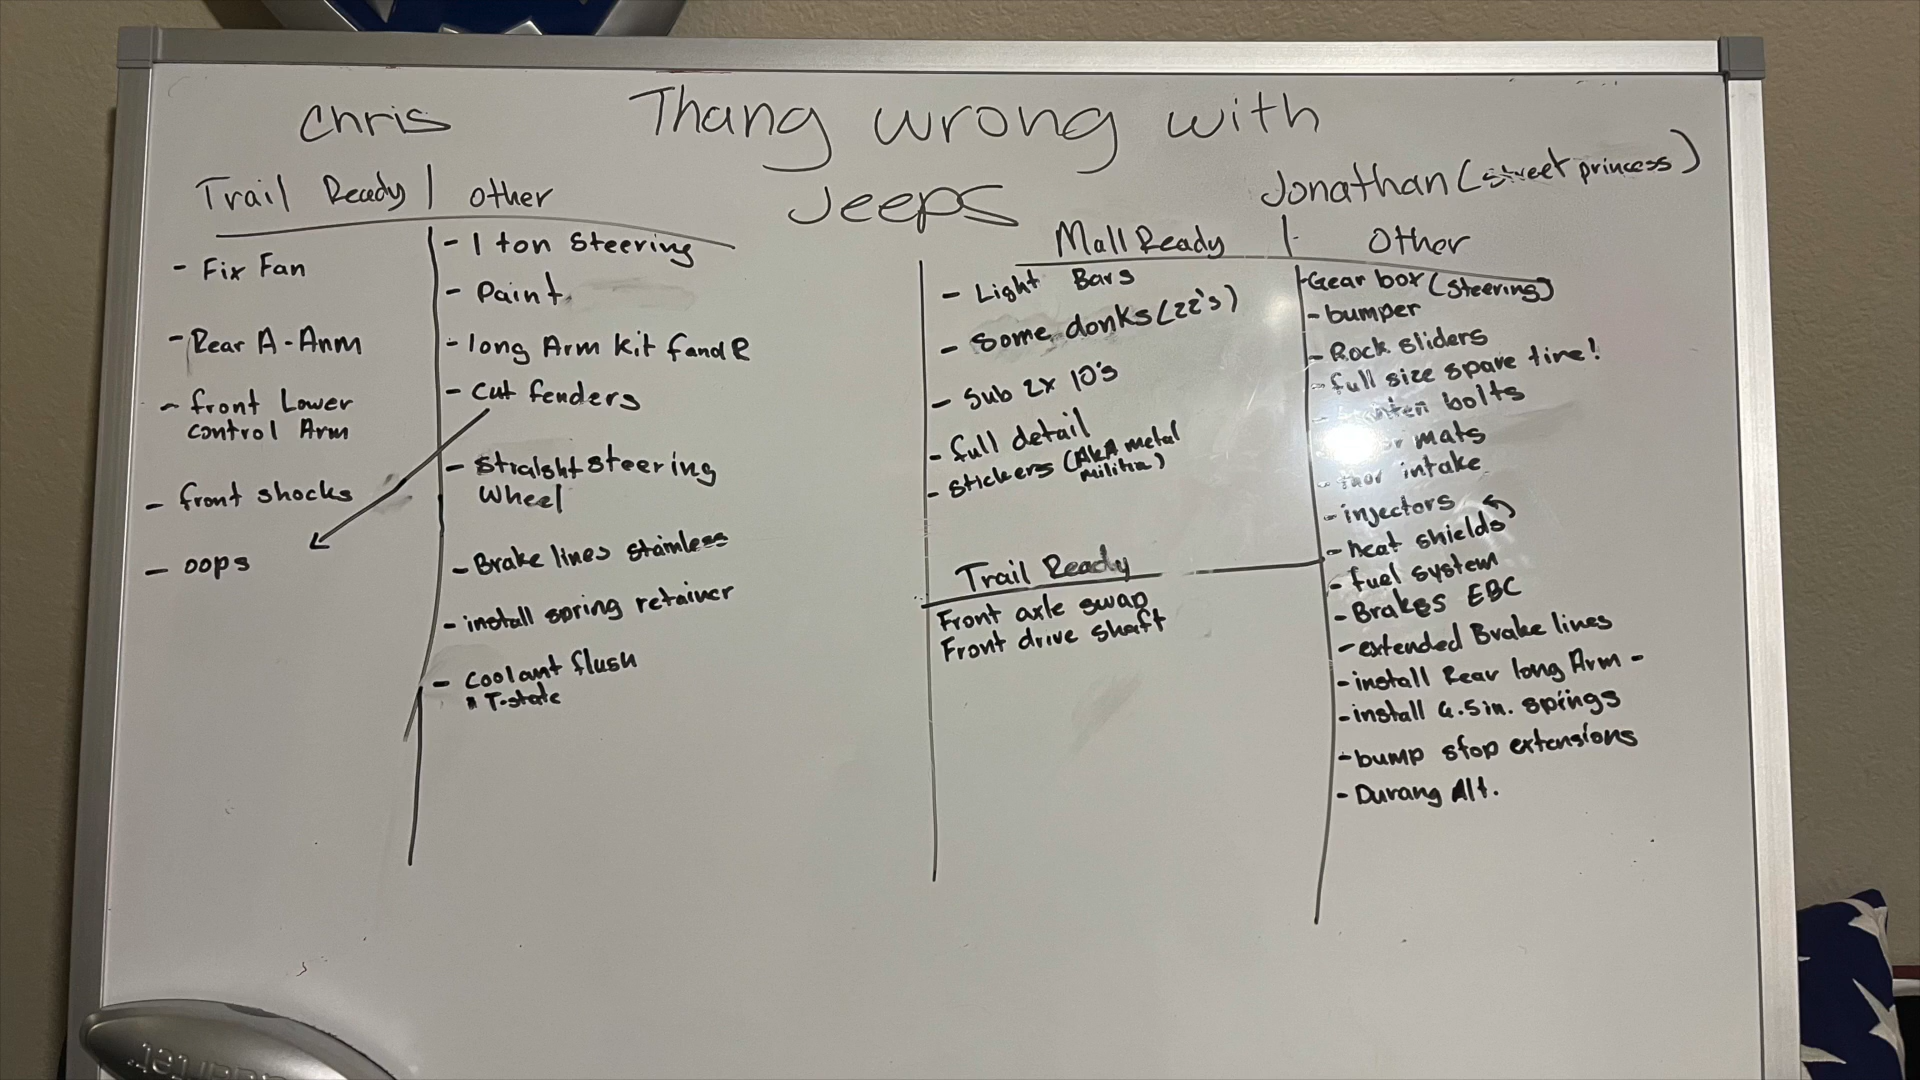 Chris
Thang wrong with
Jeeps
Trail Ready | other
- Fix Fan
- Rear A-Anm
- front Lower
control Arm
- front shocks
- oops
- 1 ton Steering
- Paint
- long Arm kit fand R
- Cut fenders
- Straight steering
Wheel
- Brake lines stainless
- install spring retainer
- Coolant flush
" T-state
Jonathan (street princess)
Mall Ready | Other
- Light Bars
- Some donks (22's)
- Sub 2x 10's
- full detail
- Stickers (AKA metal
militia)
Trail Ready
Front axle swap
Front drive shaft
- Gear box (Steering)
- bumper
- Rock sliders
- full size spare tire!
bolts
mats
intake
- injectors
- heat shields
- fuel system
- Brakes EBC
- extended Brake lines
- install Rear long Arm -
- install 4.5in. spings
- bump stop extensions
- Durang Alt.